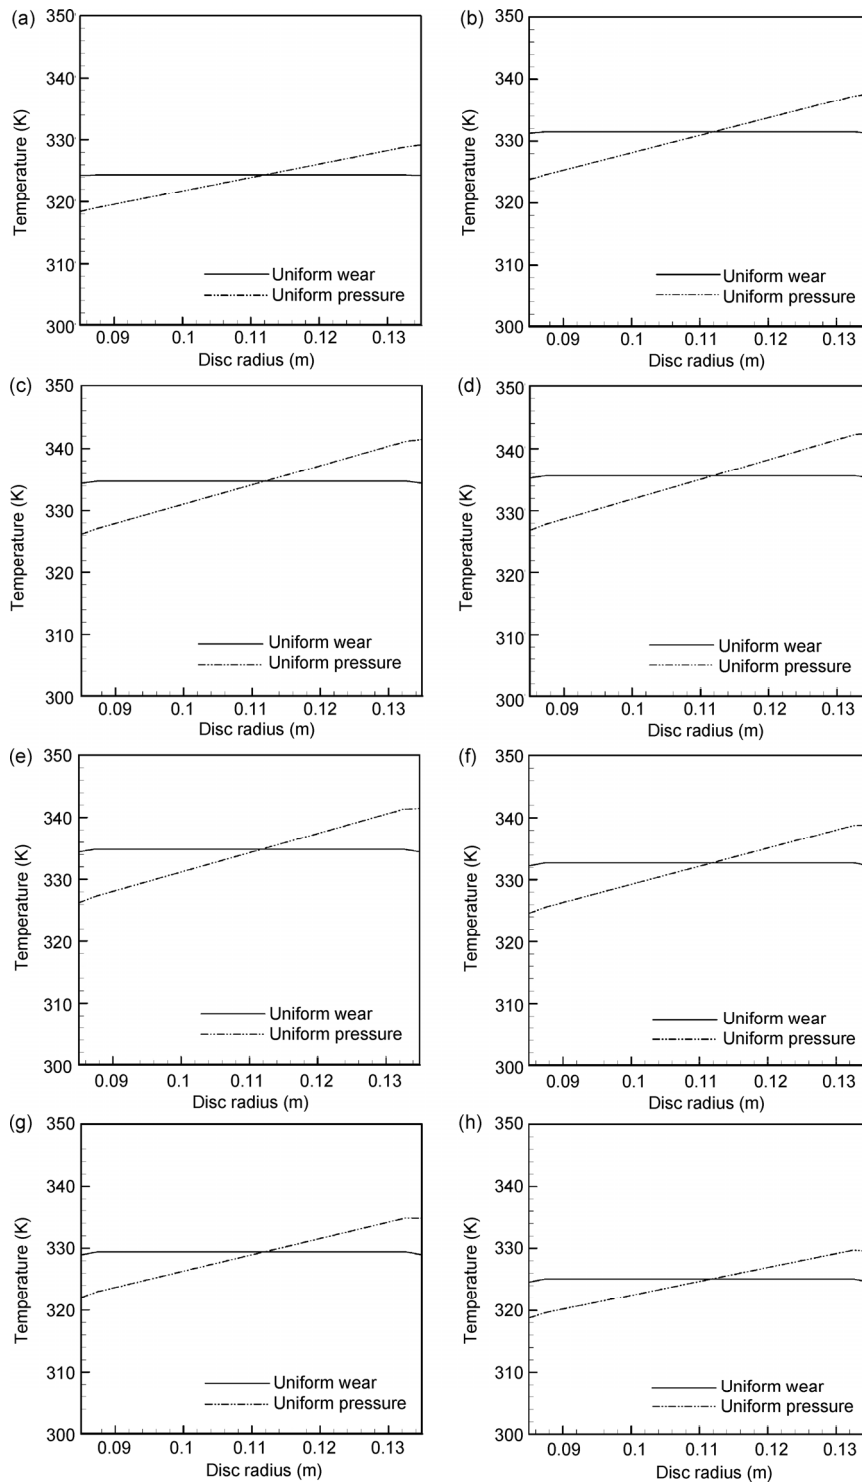 (a)
350
340
330
320
310
300
Temperature (K)
Uniform wear
Uniform pressure
0.09 0.1 0.11 0.12 0.13
Disc radius (m)
(b)
350
340
330
320
310
300
Temperature (K)
Uniform wear
Uniform pressure
0.09 0.1 0.11 0.12 0.13
Disc radius (m)
(c)
350
340
330
320
310
300
Temperature (K)
Uniform wear
Uniform pressure
0.09 0.1 0.11 0.12 0.13
Disc radius (m)
(d)
350
340
330
320
310
300
Temperature (K)
Uniform wear
Uniform pressure
0.09 0.1 0.11 0.12 0.13
Disc radius (m)
(e)
350
340
330
320
310
300
Temperature (K)
Uniform wear
Uniform pressure
0.09 0.1 0.11 0.12 0.13
Disc radius (m)
(f)
350
340
330
320
310
300
Temperature (K)
Uniform wear
Uniform pressure
0.09 0.1 0.11 0.12 0.13
Disc radius (m)
(g)
350
340
330
320
310
300
Temperature (K)
Uniform wear
Uniform pressure
0.09 0.1 0.11 0.12 0.13
Disc radius (m)
(h)
350
340
330
320
310
300
Temperature (K)
Uniform wear
Uniform pressure
0.09 0.1 0.11 0.12 0.13
Disc radius (m)